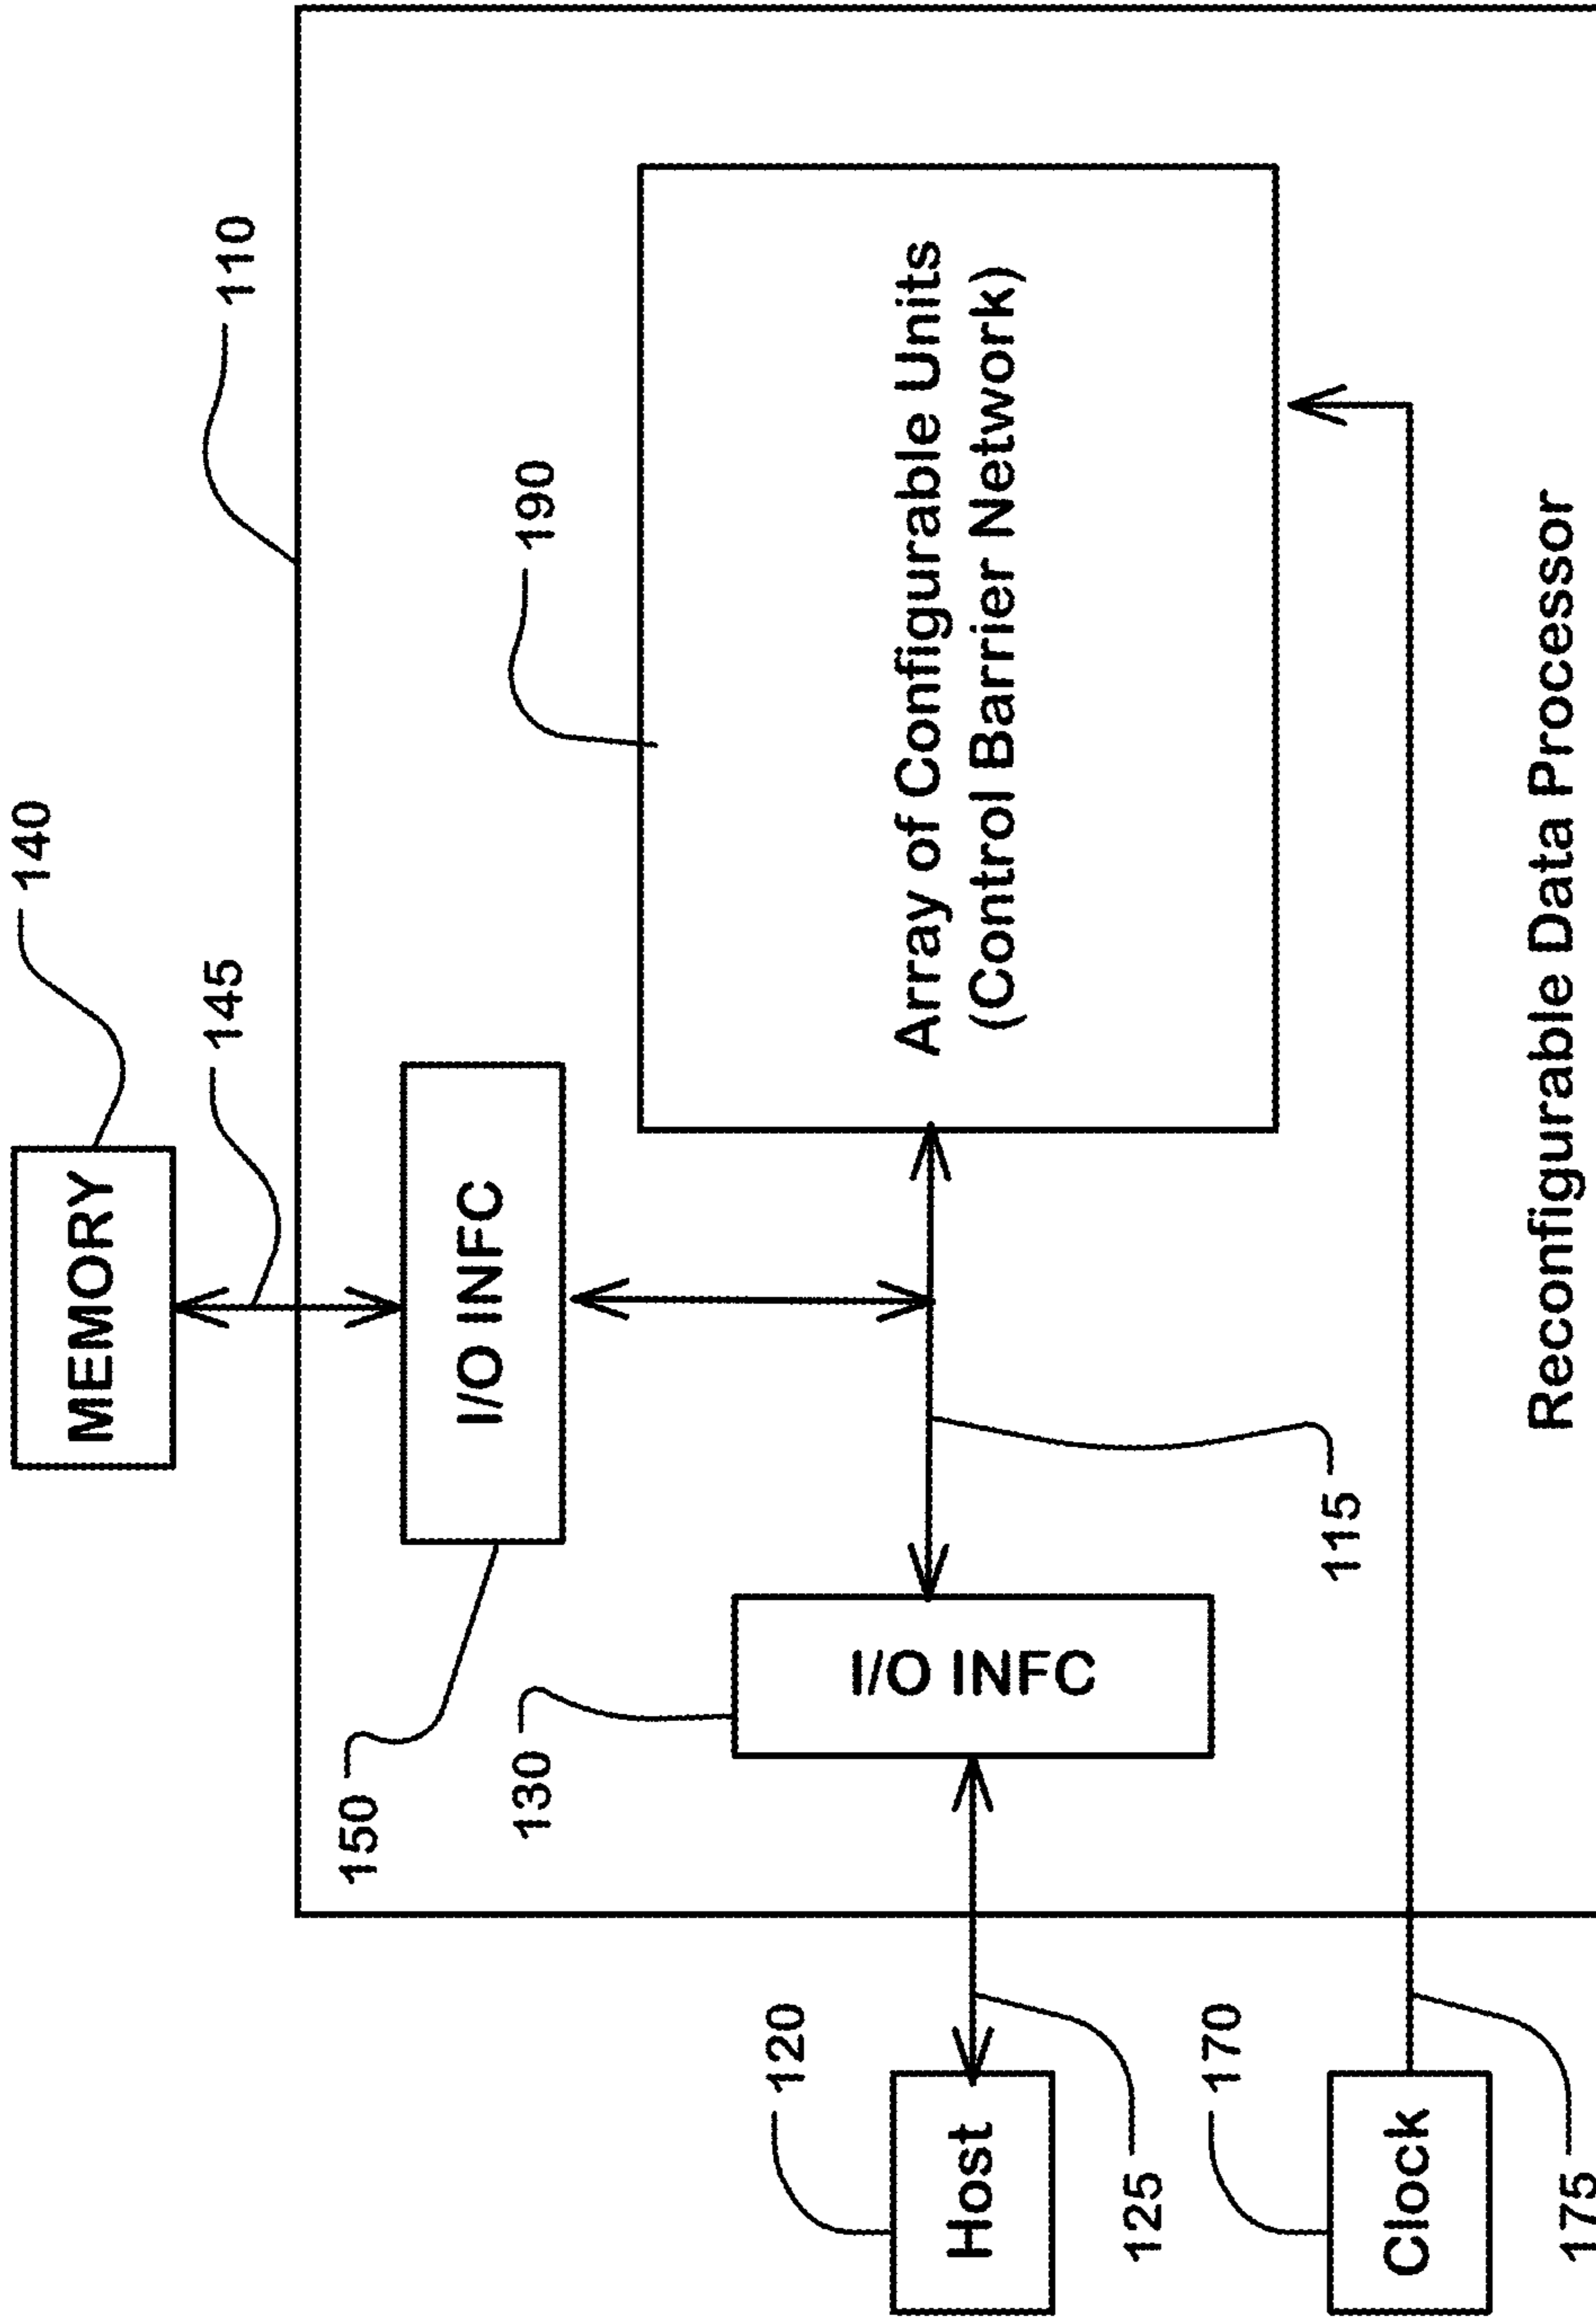 140
MEMORY
145
110
I/O INFC
150
190
130
I/O INFC
Array of Configurable Units
(Control Barrier Network)
120
Host
125
115
170
Clock
175
Reconfigurable Data Processor